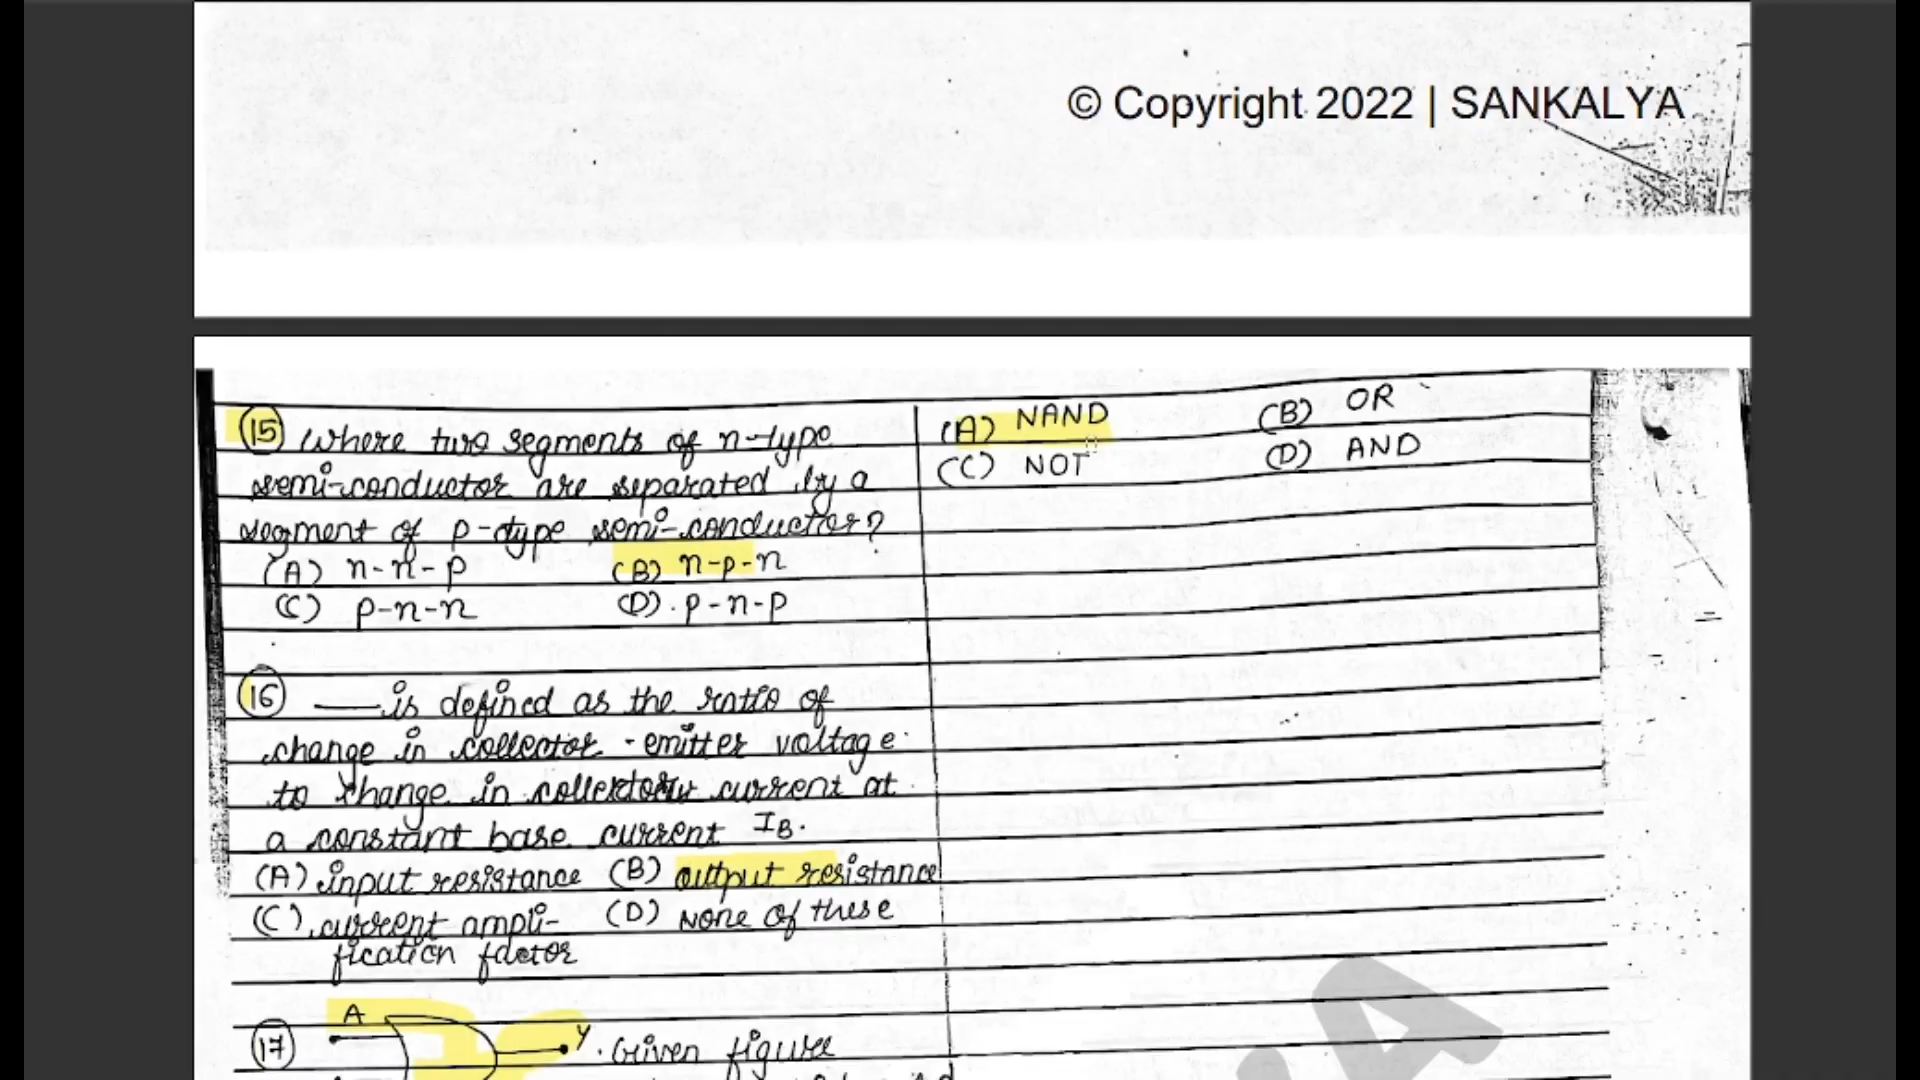 © Copyright 2022 | SANKALYA
(15) Where two segments of n-type
semi-conductor are separated by a
segment of p-type semi-conductor?
(A) n-n-p (B) n-p-n
(C) p-n-n (D) p-n-p
(16) ___ is defined as the ratio of
change in collector-emitter voltage
to change in current at
a constant base current IB.
(A) input resistance (B) output resistance
(C) current ampli- (D) None of these
fication factor
(17) A Y. Given figure
(A) NAND (B) OR
(C) NOT (D) AND